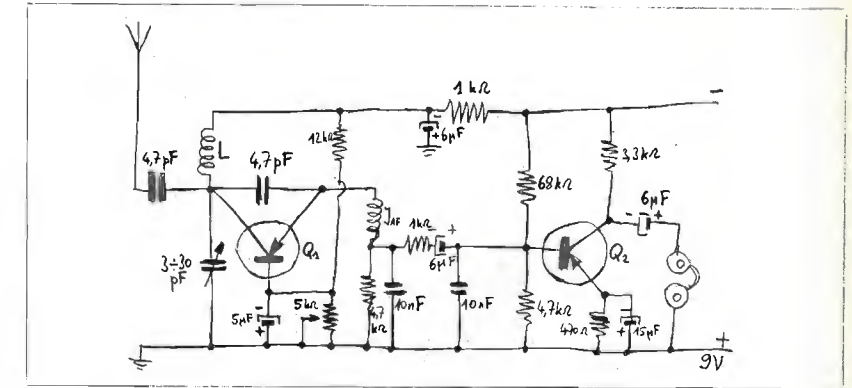 1 kΩ
-
12kΩ
- +6µF
3,3kΩ
4,7pF
L
4,7pF
68kΩ
6µF
- +
JAF
1kΩ
- +
6µF
Q1
Q2
3÷30 pF
5µF
-
+
5kΩ
4,7 kΩ
10nF
10nF
4,7kΩ
470Ω
+ 15µF
+
9V